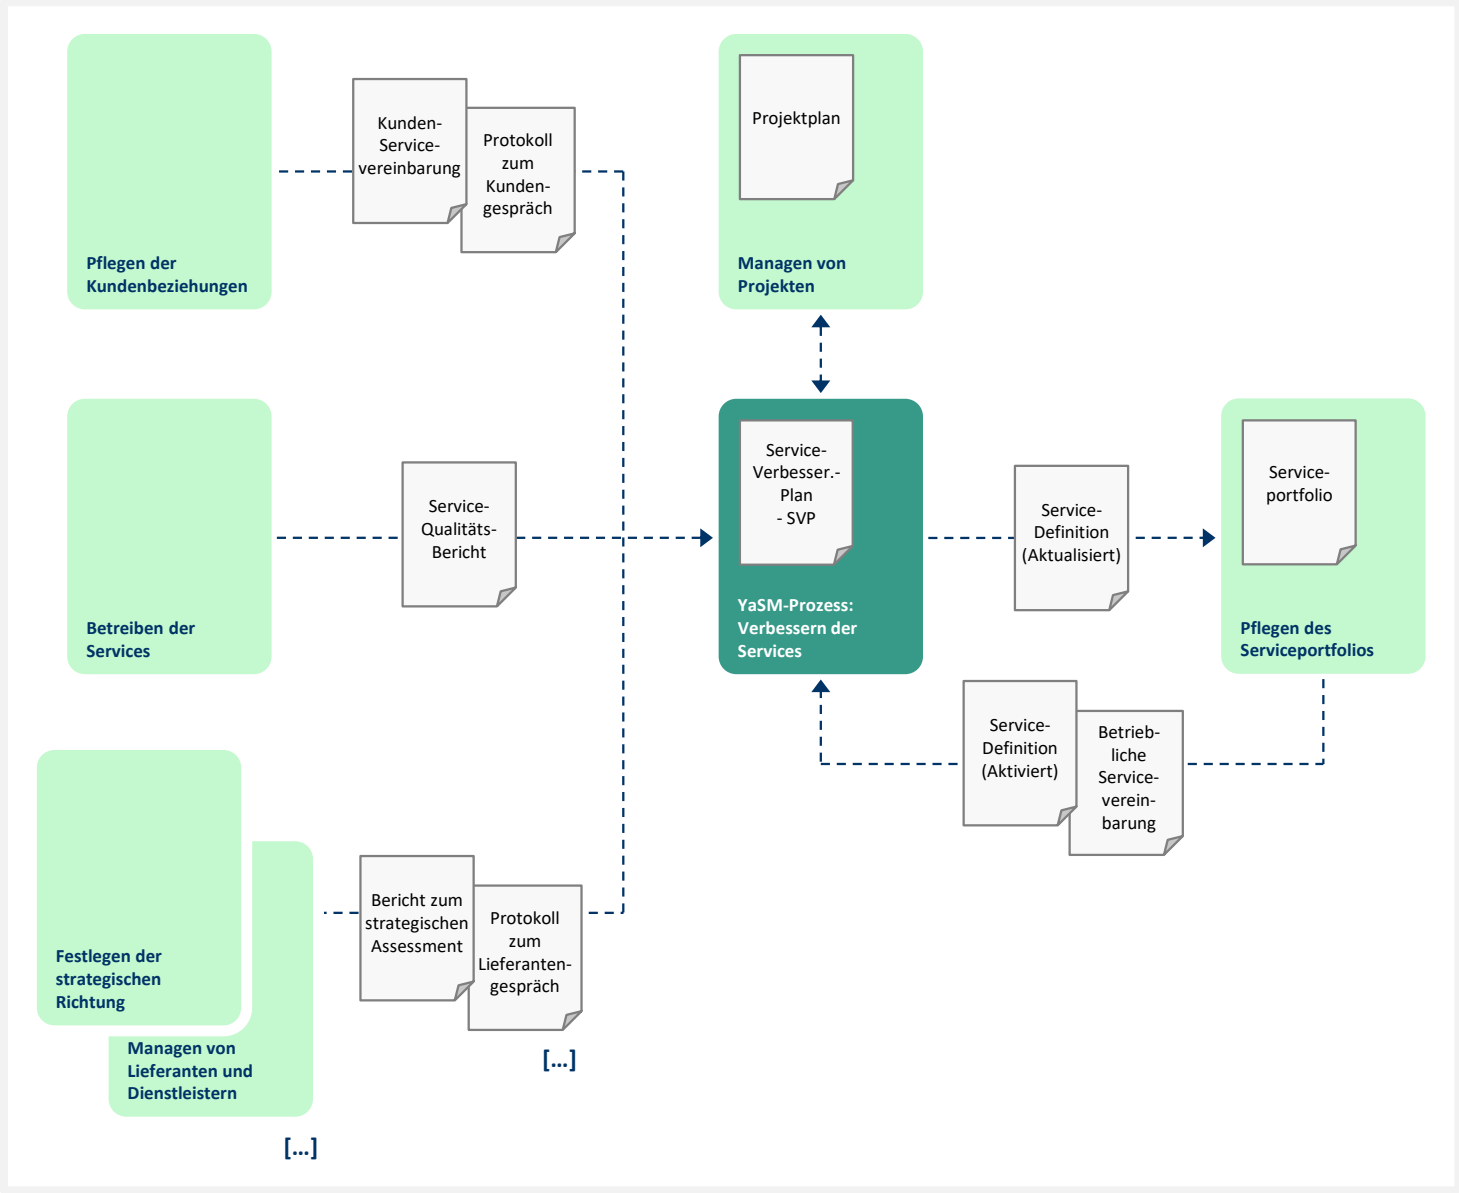 Kunden-
Service-
vereinbarung
Protokoll
zum
Kunden-
gespräch
Pflegen der
Kundenbeziehungen
Projektplan
Managen von
Projekten
Service-
Qualitäts-
Bericht
Betreiben der
Services
Service-
Verbesser.-
Plan
- SVP
YaSM-Prozess:
Verbessern der
Services
Service-
Definition
(Aktualisiert)
Service-
portfolio
Pflegen des
Serviceportfolios
Service-
Definition
(Aktiviert)
Betrieb-
liche
Service-
verein-
barung
Bericht zum
strategischen
Assessment
Protokoll
zum
Lieferanten-
gespräch
[...]
Festlegen der
strategischen
Richtung
Managen von
Lieferanten und
Dienstleistern
[...]